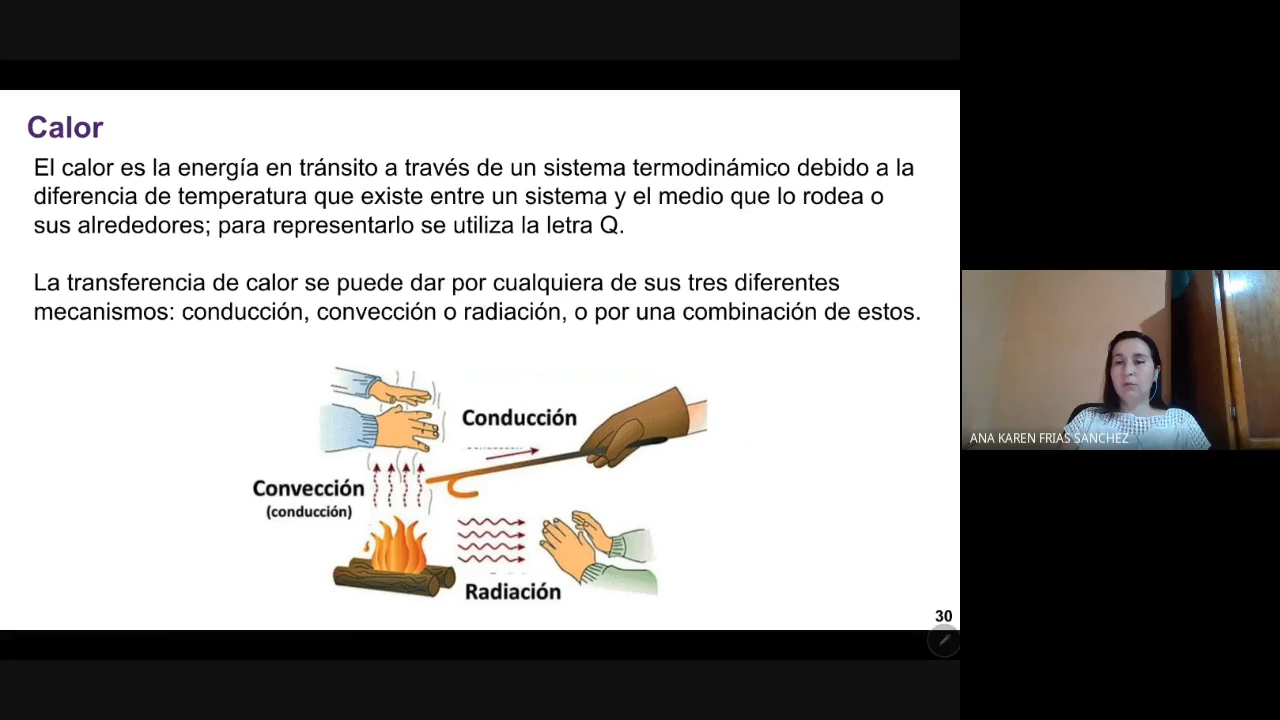 Calor
El calor es la energía en tránsito a través de un sistema termodinámico debido a la
diferencia de temperatura que existe entre un sistema y el medio que lo rodea o
sus alrededores; para representarlo se utiliza la letra Q.
La transferencia de calor se puede dar por cualquiera de sus tres diferentes
mecanismos: conducción, convección o radiación, o por una combinación de estos.
Conducción
Convección
(conducción)
Radiación
30
ANA KAREN FRIAS SANCHEZ